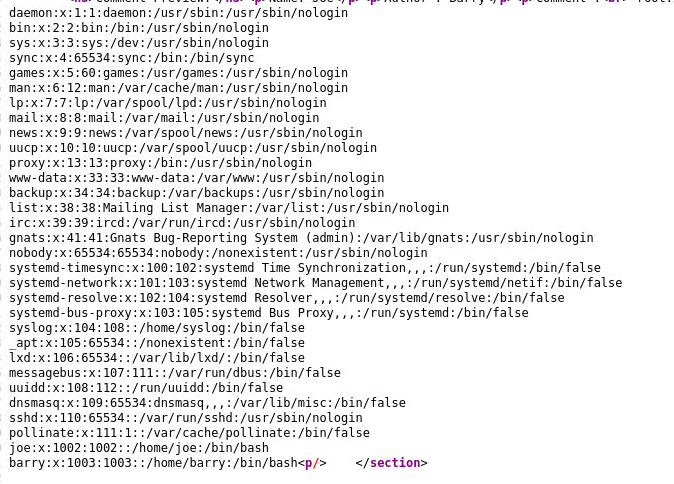 daemon:x:1:1:daemon:/usr/sbin:/usr/sbin/nologin
bin:x:2:2:bin:/bin:/usr/sbin/nologin
sys:x:3:3:sys:/dev:/usr/sbin/nologin
sync:x:4:65534:sync:/bin:/bin/sync
games:x:5:60:games:/usr/games:/usr/sbin/nologin
man:x:6:12:man:/var/cache/man:/usr/sbin/nologin
lp:x:7:7:lp:/var/spool/lpd:/usr/sbin/nologin
mail:x:8:8:mail:/var/mail:/usr/sbin/nologin
news:x:9:9:news:/var/spool/news:/usr/sbin/nologin
uucp:x:10:10:uucp:/var/spool/uucp:/usr/sbin/nologin
proxy:x:13:13:proxy:/bin:/usr/sbin/nologin
www-data:x:33:33:www-data:/var/www:/usr/sbin/nologin
backup:x:34:34:backup:/var/backups:/usr/sbin/nologin
list:x:38:38:Mailing List Manager:/var/list:/usr/sbin/nologin
irc:x:39:39:ircd:/var/run/ircd:/usr/sbin/nologin
gnats:x:41:41:Gnats Bug-Reporting System (admin):/var/lib/gnats:/usr/sbin/nologin
nobody:x:65534:65534:nobody:/nonexistent:/usr/sbin/nologin
systemd-timesync:x:100:102:systemd Time Synchronization,,,:/run/systemd:/bin/false
systemd-network:x:101:103:systemd Network Management,,,:/run/systemd/netif:/bin/false
systemd-resolve:x:102:104:systemd Resolver,,,:/run/systemd/resolve:/bin/false
systemd-bus-proxy:x:103:105:systemd Bus Proxy,,,:/run/systemd:/bin/false
syslog:x:104:108::/home/syslog:/bin/false
_apt:x:105:65534::/nonexistent:/bin/false
lxd:x:106:65534::/var/lib/lxd/:/bin/false
messagebus:x:107:111::/var/run/dbus:/bin/false
uuidd:x:108:112::/run/uuidd:/bin/false
dnsmasq:x:109:65534:dnsmasq,,,:/var/lib/misc:/bin/false
sshd:x:110:65534::/var/run/sshd:/usr/sbin/nologin
pollinate:x:111:1::/var/cache/pollinate:/bin/false
joe:x:1002:1002::/home/joe:/bin/bash
barry:x:1003:1003::/home/barry:/bin/bash<p/>    </section>